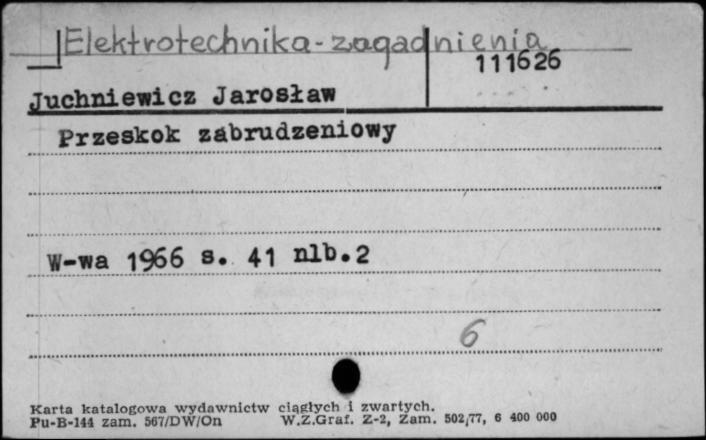 Elektrotechnika-zagadnienia
111626
Juchniewicz Jarosław
Przeskok zabrudzeniowy
W-wa 1966 s. 41 nlb.2
6
Karta katalogowa wydawnictw ciągłych i zwartych.
Pu-B-144 zam. 567/DW/On W.Z.Graf. Z-2, Zam. 502/77, 6 400 000